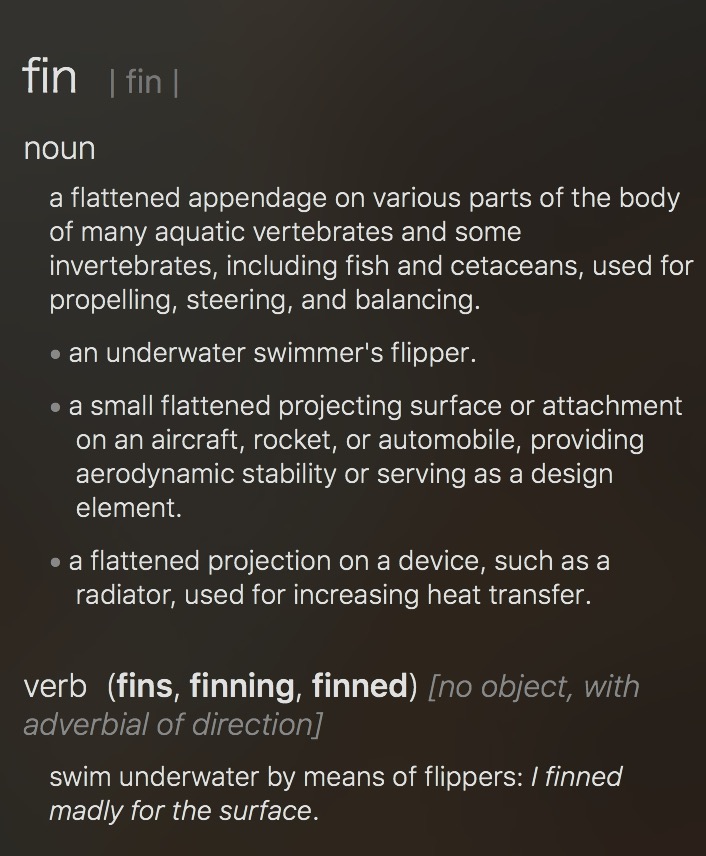 fin | fin |
noun
a flattened appendage on various parts of the body
of many aquatic vertebrates and some
invertebrates, including fish and cetaceans, used for
propelling, steering, and balancing.
• an underwater swimmer's flipper.
• a small flattened projecting surface or attachment
on an aircraft, rocket, or automobile, providing
aerodynamic stability or serving as a design
element.
• a flattened projection on a device, such as a
radiator, used for increasing heat transfer.
verb (fins, finning, finned) [no object, with
adverbial of direction]
swim underwater by means of flippers: I finned
madly for the surface.